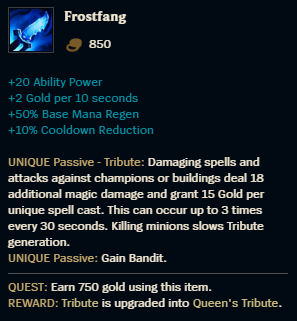 Frostfang
850
+20 Ability Power
+2 Gold per 10 seconds
+50% Base Mana Regen
+10% Cooldown Reduction
UNIQUE Passive - Tribute: Damaging spells and
attacks against champions or buildings deal 18
additional magic damage and grant 15 Gold per
unique spell cast. This can occur up to 3 times
every 30 seconds. Killing minions slows Tribute
generation.
UNIQUE Passive: Gain Bandit.
QUEST: Earn 750 gold using this item.
REWARD: Tribute is upgraded into Queen's Tribute.